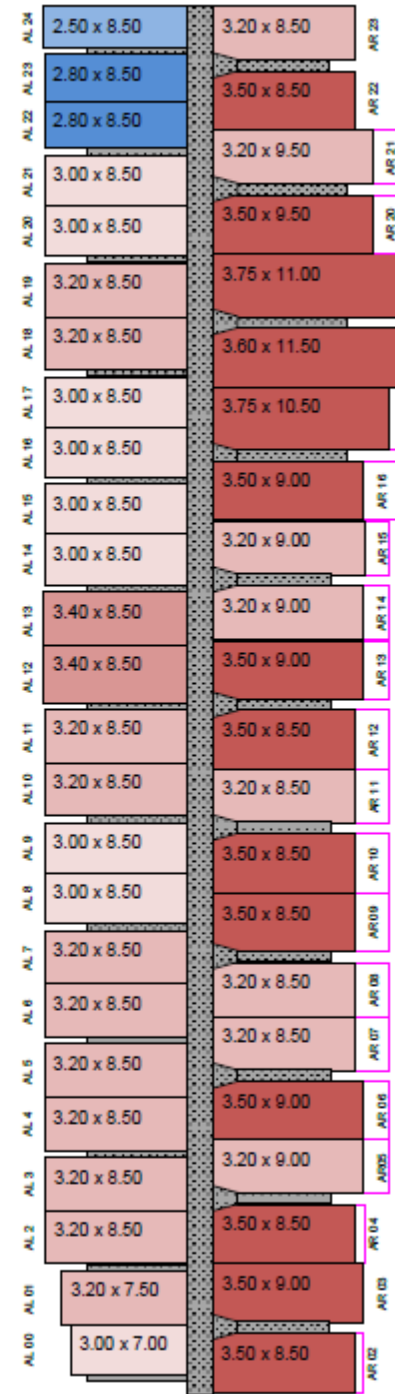 AL 24 2.50 x 8.50
AL 23 2.80 x 8.50
AL 22 2.80 x 8.50
AL 21 3.00 x 8.50
AL 20 3.00 x 8.50
AL 19 3.20 x 8.50
AL 18 3.20 x 8.50
AL 17 3.00 x 8.50
AL 16 3.00 x 8.50
AL 15 3.00 x 8.50
AL 14 3.00 x 8.50
AL 13 3.40 x 8.50
AL 12 3.40 x 8.50
AL 11 3.20 x 8.50
AL 10 3.20 x 8.50
AL 9 3.00 x 8.50
AL 8 3.00 x 8.50
AL 7 3.20 x 8.50
AL 6 3.20 x 8.50
AL 5 3.20 x 8.50
AL 4 3.20 x 8.50
AL 3 3.20 x 8.50
AL 2 3.20 x 8.50
AL 01 3.20 x 7.50
AL 00 3.00 x 7.00
3.20 x 8.50 AR 23
3.50 x 8.50 AR 22
3.20 x 9.50 AR 21
3.50 x 9.50 AR 20
3.75 x 11.00
3.60 x 11.50
3.75 x 10.50
3.50 x 9.00 AR 16
3.20 x 9.00 AR 15
3.20 x 9.00 AR 14
3.50 x 9.00 AR 13
3.50 x 8.50 AR 12
3.20 x 8.50 AR 11
3.50 x 8.50 AR 10
3.50 x 8.50 AR 09
3.20 x 8.50 AR 08
3.20 x 8.50 AR 07
3.50 x 9.00 AR 06
3.20 x 9.00 AR05
3.50 x 8.50 AR 04
3.50 x 9.00 AR 03
3.50 x 8.50 AR 02